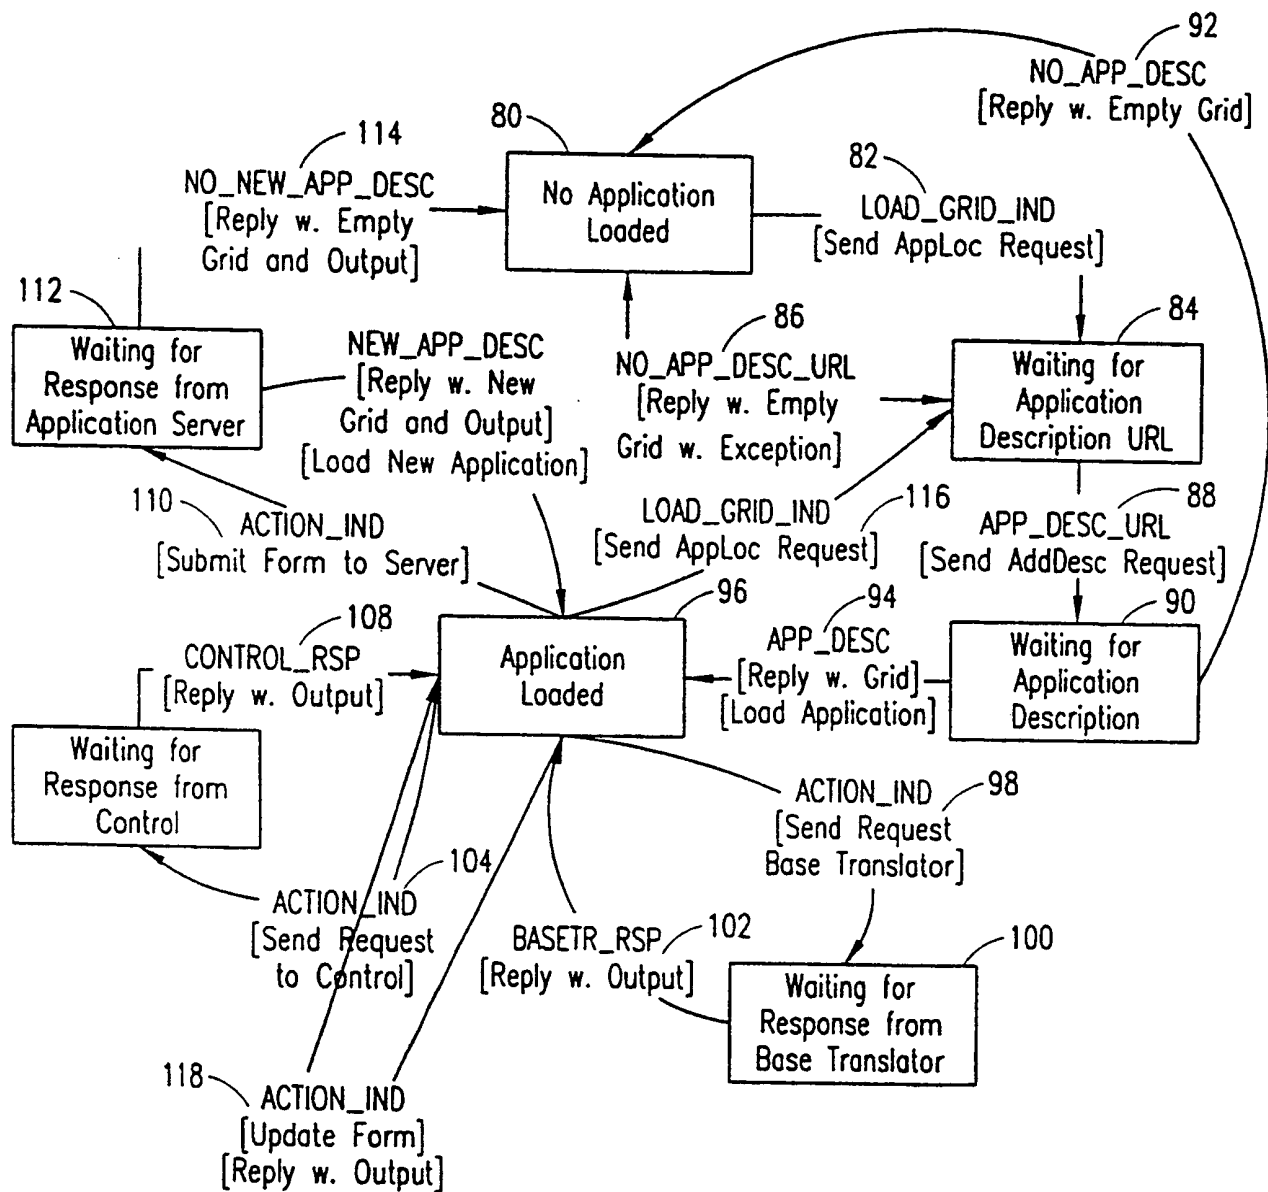 92
NO_APP_DESC
[Reply w. Empty Grid]
114
NO_NEW_APP_DESC
[Reply w. Empty
Grid and Output]
80
No Application
Loaded
82
LOAD_GRID_IND
[Send AppLoc Request]
112
Waiting for
Response from
Application Server
NEW_APP_DESC
[Reply w. New
Grid and Output]
[Load New Application]
86
NO_APP_DESC_URL
[Reply w. Empty
Grid w. Exception]
84
Waiting for
Application
Description URL
110
ACTION_IND
[Submit Form to Server]
LOAD_GRID_IND
[Send AppLoc Request]
116
88
APP_DESC_URL
[Send AddDesc Request]
108
CONTROL_RSP
[Reply w. Output]
96
Application
Loaded
94
APP_DESC
[Reply w. Grid]
[Load Application]
90
Waiting for
Application
Description
Waiting for
Response from
Control
104
ACTION_IND
[Send Request
to Control]
98
ACTION_IND
[Send Request
Base Translator]
102
BASETR_RSP
[Reply w. Output]
100
Waiting for
Response from
Base Translator
118
ACTION_IND
[Update Form]
[Reply w. Output]